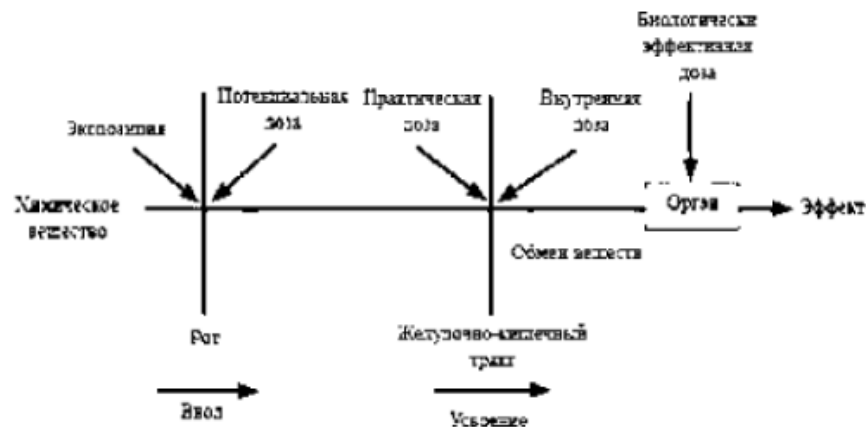 Биологически
эффективная
доза
Потенциальная
доза
Практическая
доза
Внутренняя
доза
Экспозиция
Химическое
вещество
Орган
Эффект
Обмен веществ
Рот
Желудочно-кишечный
тракт
Ввод
Усвоение